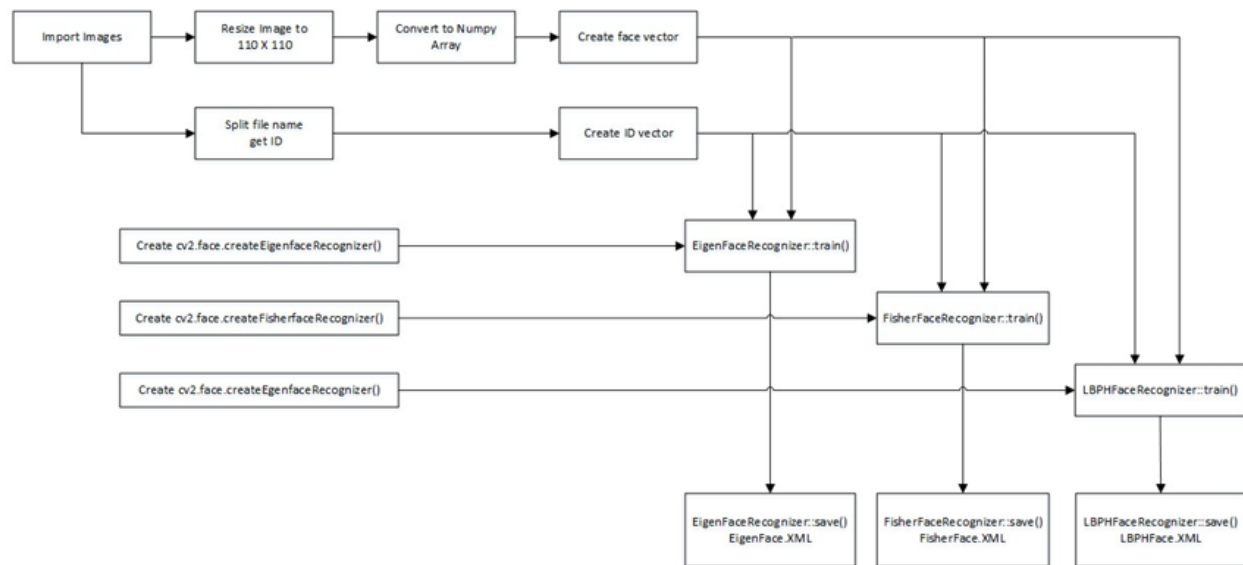 Import Images
Resize Image to
110 X 110
Convert to Numpy
Array
Create face vector
Split file name
get ID
Create ID vector
Create cv2.face.createEigenfaceRecognizer()
EigenFaceRecognizer::train()
Create cv2.face.createFisherfaceRecognizer()
FisherFaceRecognizer::train()
Create cv2.face.createEgenfaceRecognizer()
LBPHFaceRecognizer::train()
EigenFaceRecognizer::save()
EigenFace.XML
FisherFaceRecognizer::save()
FisherFace.XML
LBPHFaceRecognizer::save()
LBPHFace.XML